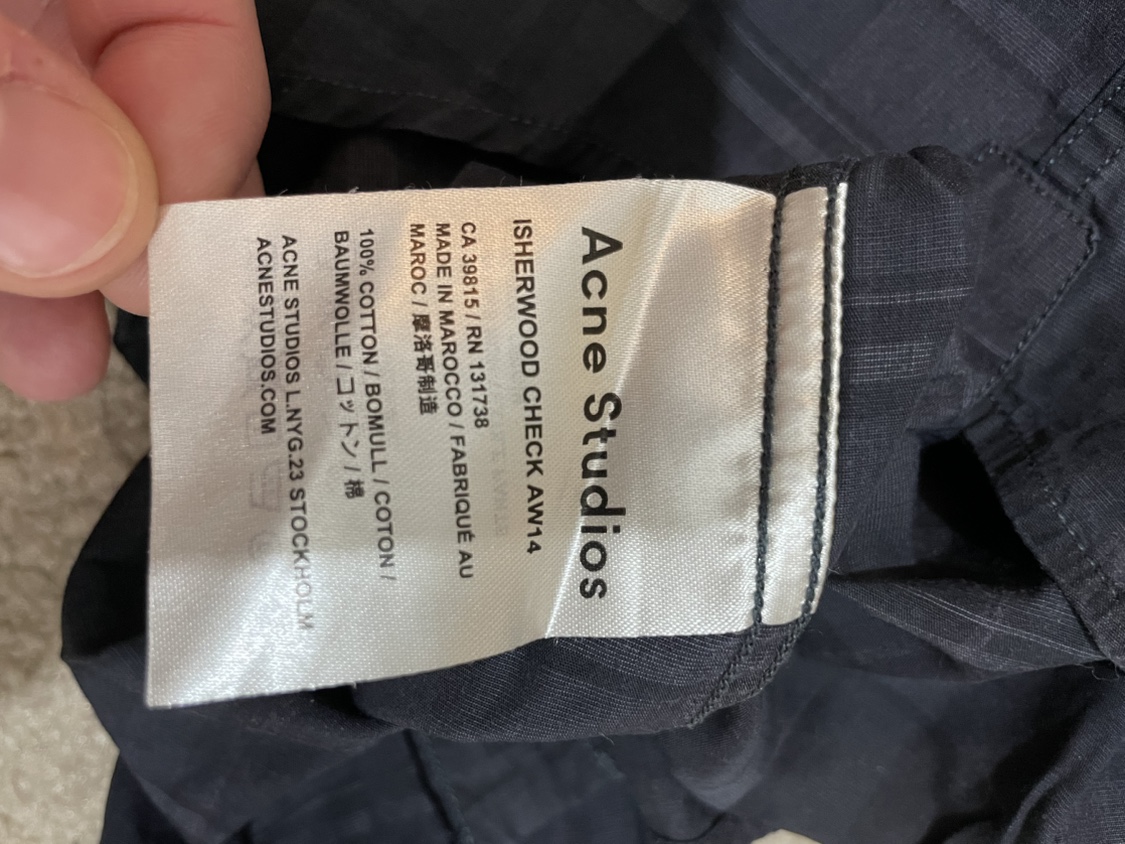 Acne Studios
ISHERWOOD CHECK AW14
CA 39815 / RN 131738
MADE IN MAROCCO / FABRIQUÉ AU
MAROC / 摩洛哥制造
100% COTTON / BOMULL / COTON /
BAUMWOLLE / コットン / 棉
ACNE STUDIOS L.NYG.23 STOCKHOLM
ACNESTUDIOS.COM